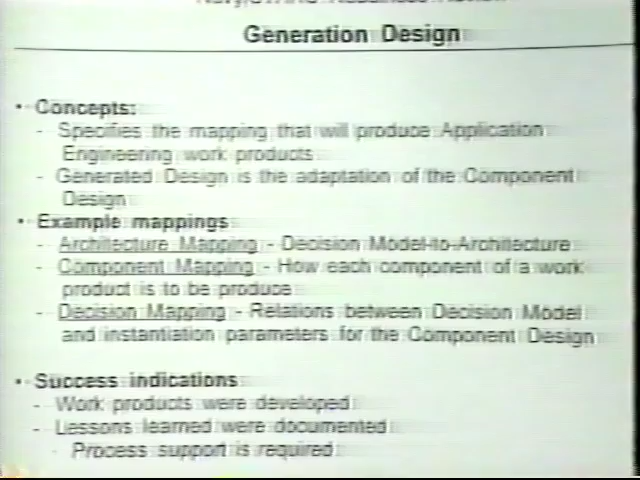 Generation Design
• Concepts:
- Specifies the mapping that will produce Application
Engineering work products
- Generated Design is the adaptation of the Component
Design
• Example mappings
- Architecture Mapping - Decision Model-to-Architecture
- Component Mapping - How each component of a work
product is to be produce
- Decision Mapping - Relations between Decision Model
and instantiation parameters for the Component Design
• Success indications
- Work products were developed
- Lessons learned were documented
- Process support is required